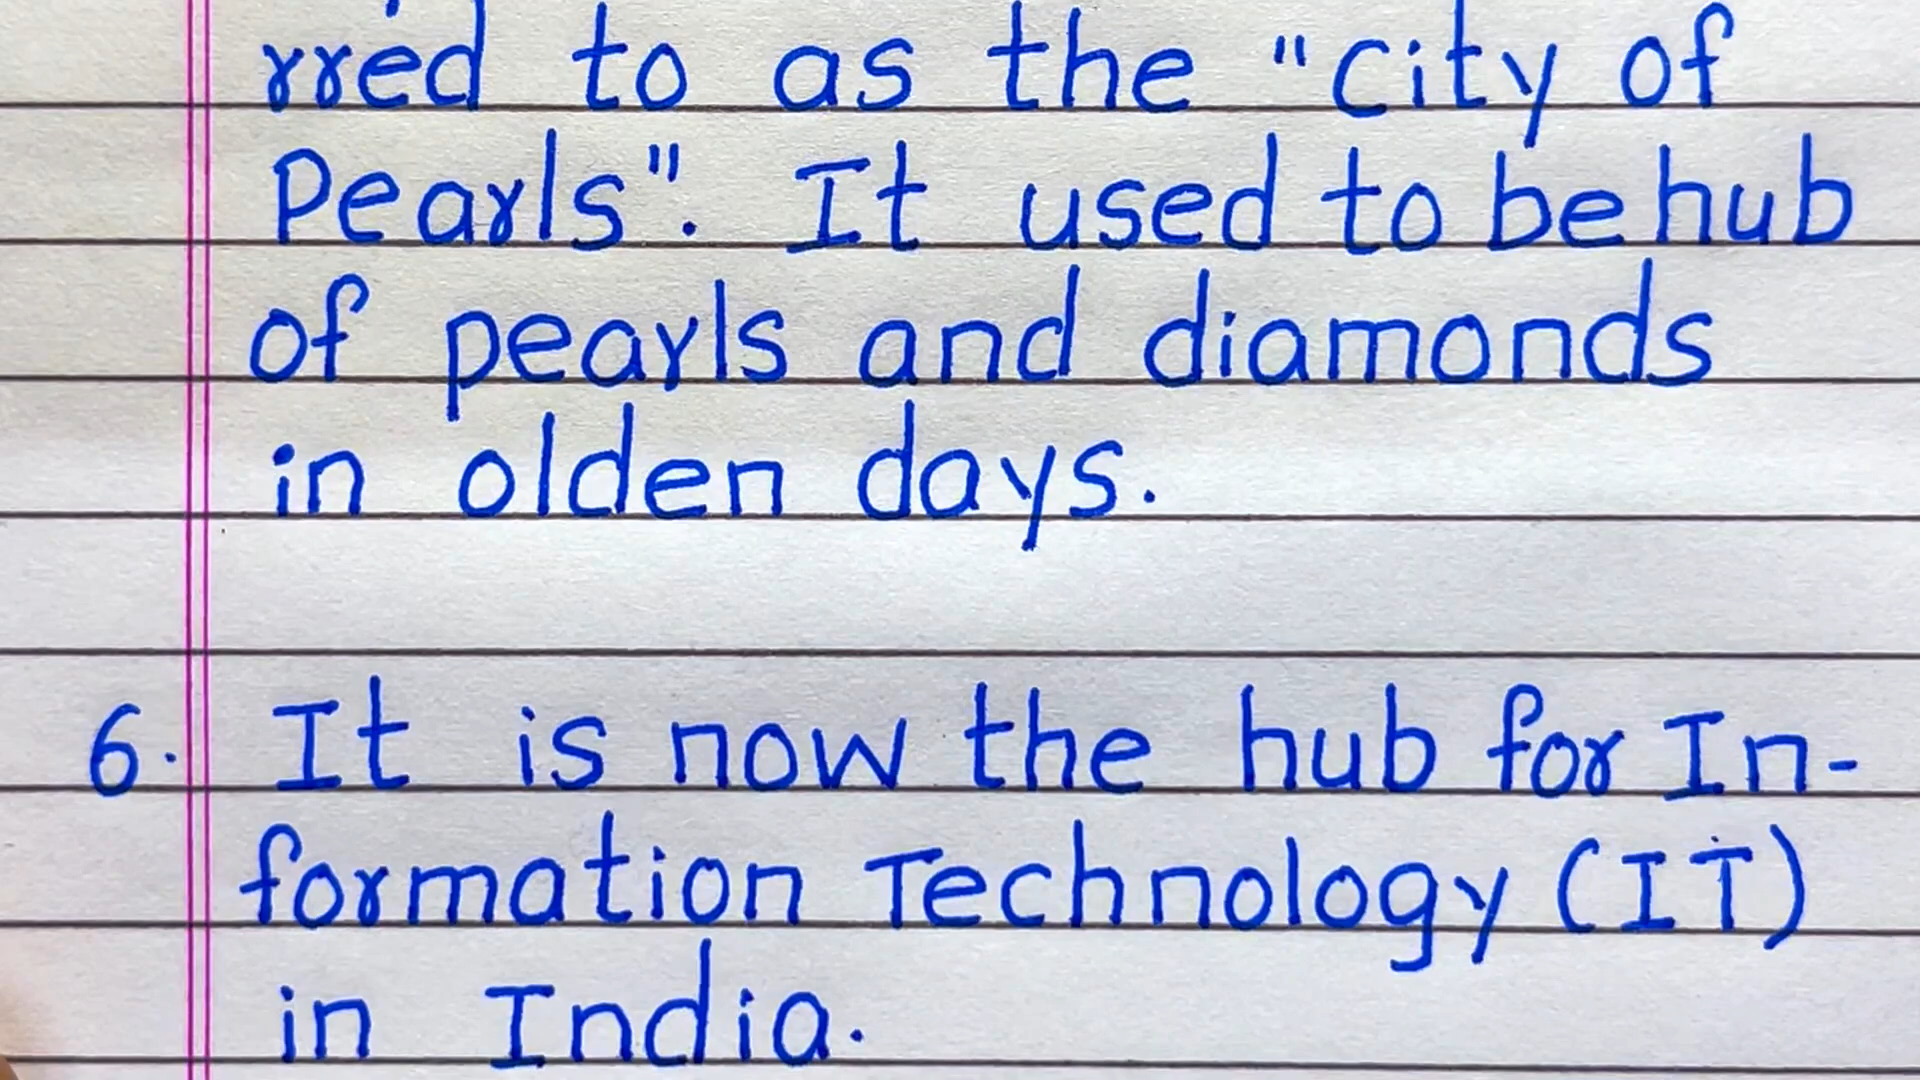 rred to as the "city of
Pearls". It used to be hub
of pearls and diamonds
in olden days.
6. It is now the hub for In-
formation Technology (IT)
in India.